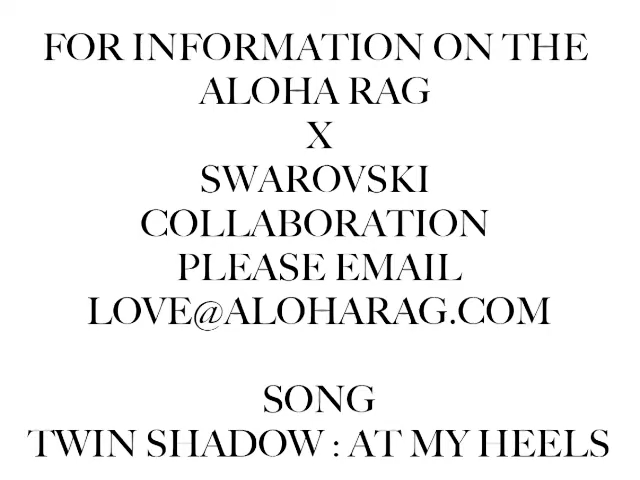 FOR INFORMATION ON THE
ALOHA RAG
X
SWAROVSKI
COLLABORATION
PLEASE EMAIL
LOVE@ALOHARAG.COM
SONG
TWIN SHADOW : AT MY HEELS